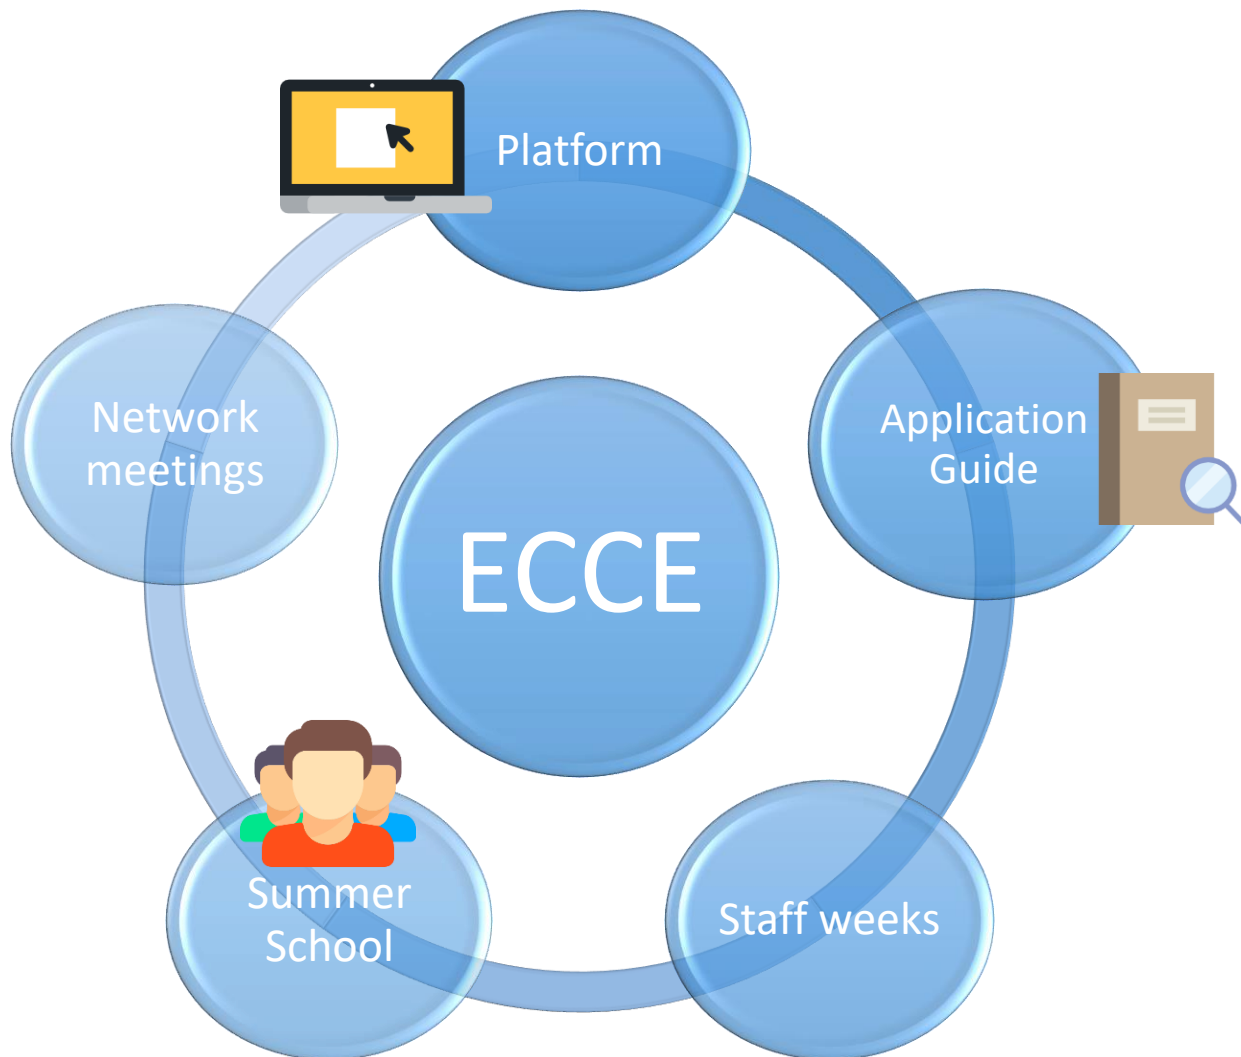 Platform
Application
Guide
Staff weeks
Summer
School
Network
meetings
ECCE